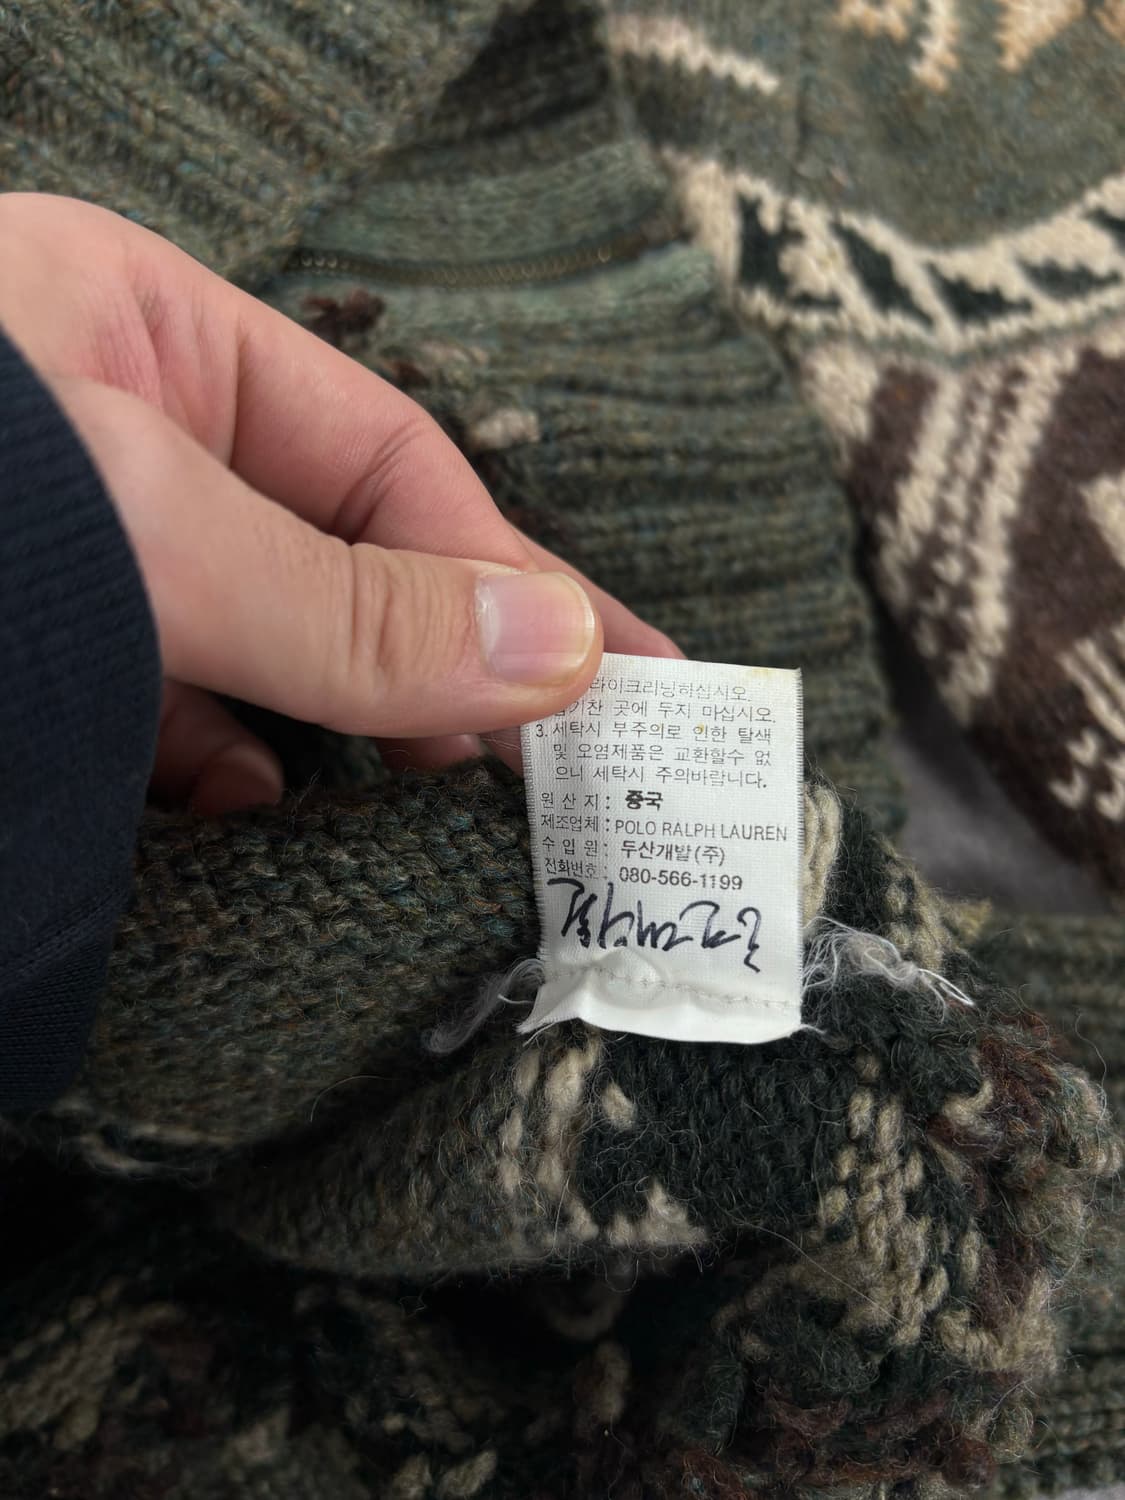 라이크리닝하십시오.
곳에 두지 마십시오.
3. 세탁시 부주의로 인한 탈색
및 오염제품은 교환할수 없
으니 세탁시 주의바랍니다.
원 산 지 : 중국
제조업체 : POLO RALPH LAUREN
수 입 원 : 두산개발(주)
전화번호 : 080-566-1199